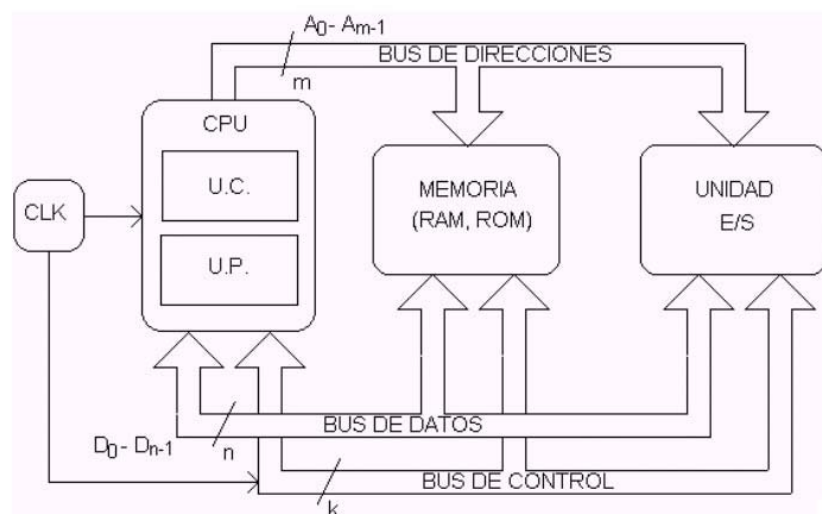 A0- Am-1
BUS DE DIRECCIONES
m
CPU
U.C.
U.P.
CLK
MEMORIA
(RAM, ROM)
UNIDAD
E/S
BUS DE DATOS
D0- Dn-1
n
BUS DE CONTROL
k